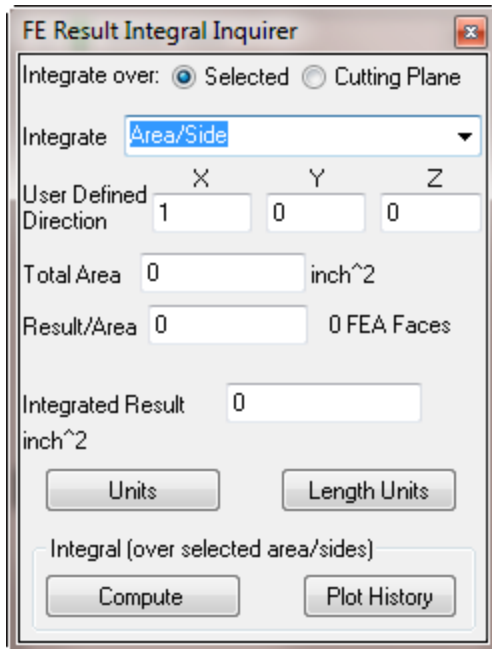 FE Result Integral Inquirer
Integrate over: Selected Cutting Plane
Integrate Area/Side
X Y Z
User Defined
Direction 1 0 0
Total Area 0 inch^2
Result/Area 0 0 FEA Faces
Integrated Result 0
inch^2
Units Length Units
Integral (over selected area/sides)
Compute Plot History